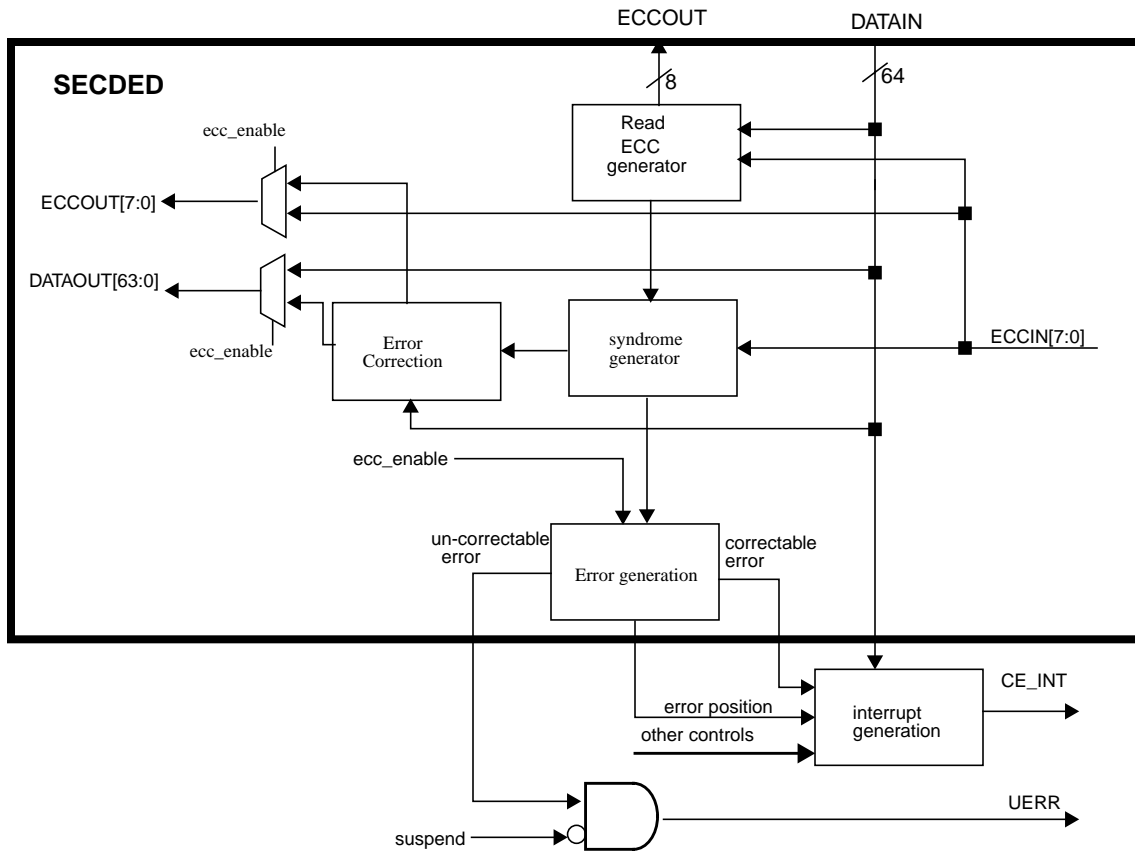 ECCOUT
DATAIN
8
64
SECDED
Read
ECC
generator
ecc_enable
ECCOUT[7:0]
DATAOUT[63:0]
ecc_enable
Error
Correction
syndrome
generator
ECCIN[7:0]
ecc_enable
un-correctable
error
correctable
error
Error generation
CE_INT
error position
interrupt
generation
other controls
UERR
suspend